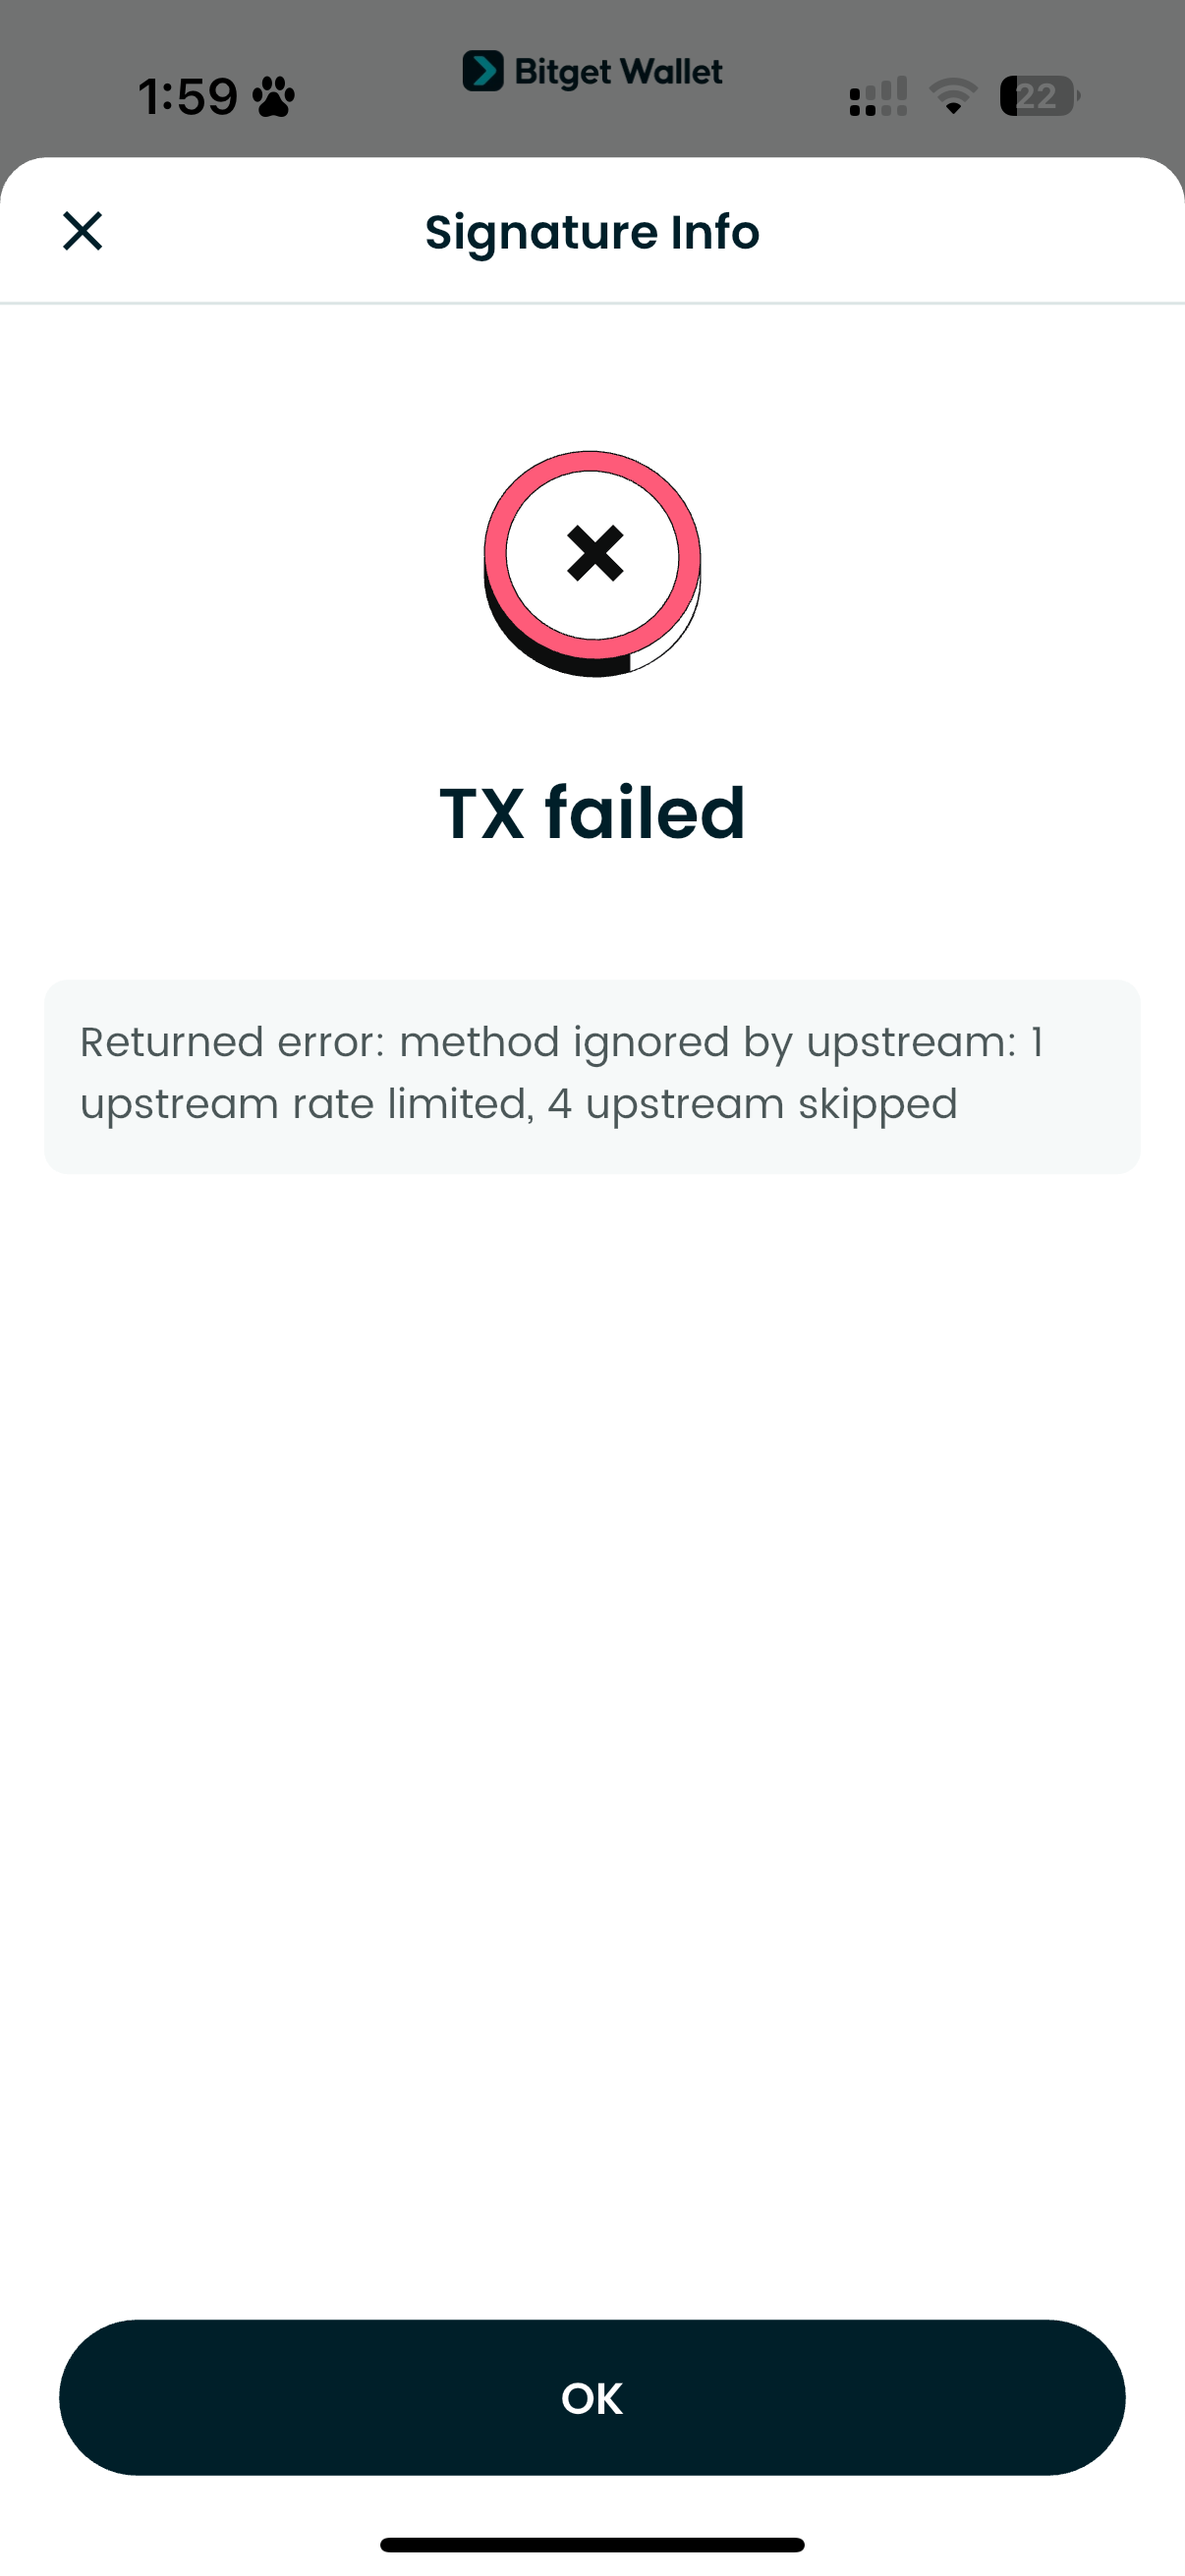 1:59
Bitget Wallet
22
Signature Info
TX failed
Returned error: method ignored by upstream: 1
upstream rate limited, 4 upstream skipped
OK